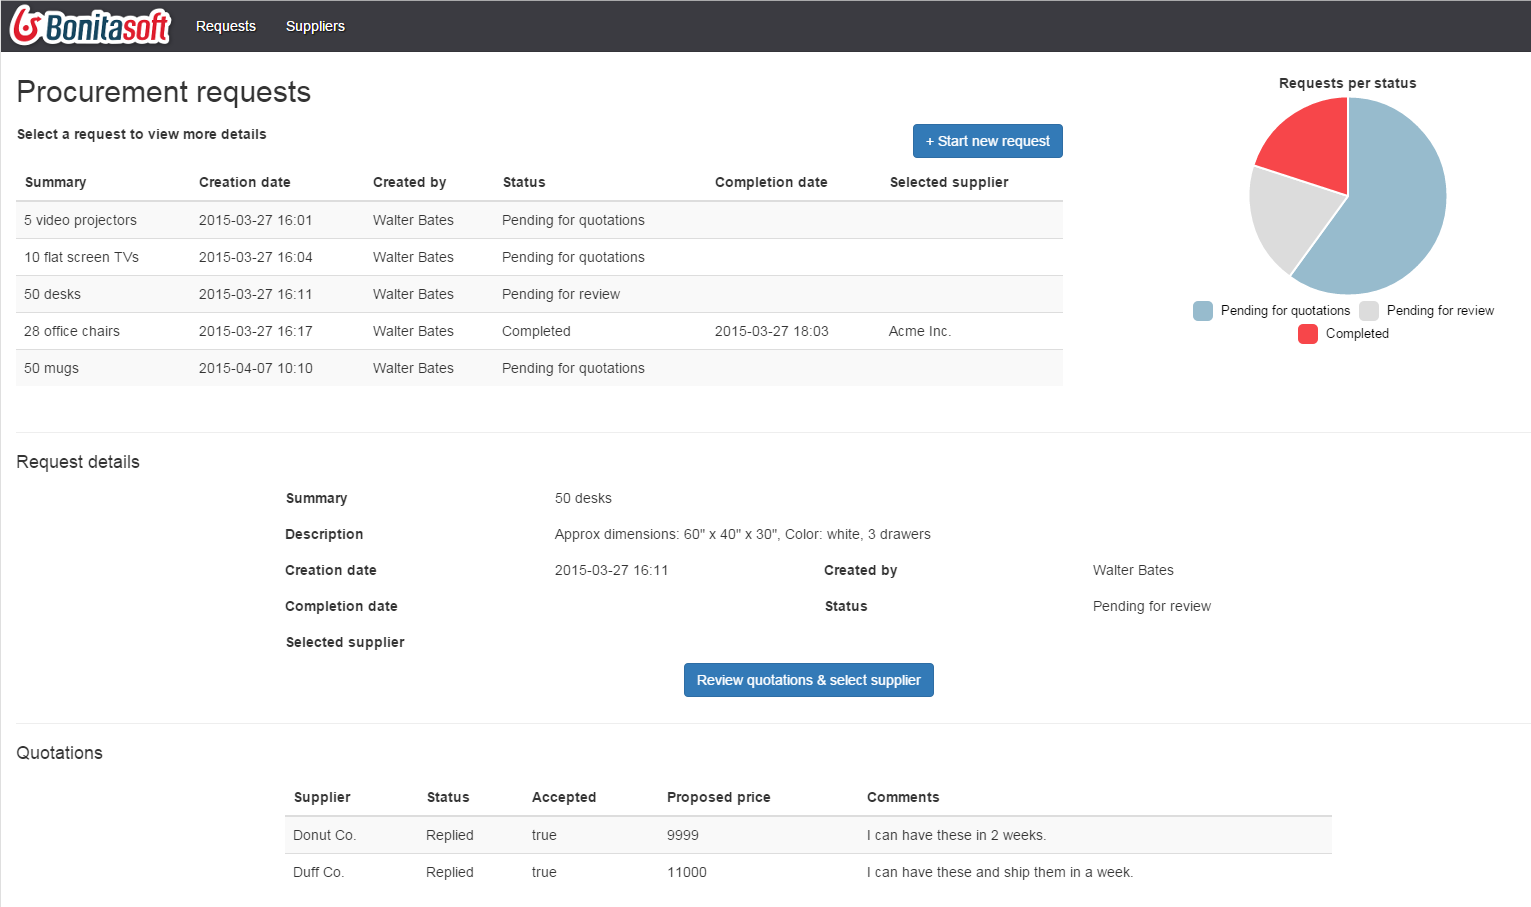 Bonitasoft Requests Suppliers
Procurement requests
Select a request to view more details
+ Start new request
Summary Creation date Created by Status Completion date Selected supplier
5 video projectors 2015-03-27 16:01 Walter Bates Pending for quotations
10 flat screen TVs 2015-03-27 16:04 Walter Bates Pending for quotations
50 desks 2015-03-27 16:11 Walter Bates Pending for review
28 office chairs 2015-03-27 16:17 Walter Bates Completed 2015-03-27 18:03 Acme Inc.
50 mugs 2015-04-07 10:10 Walter Bates Pending for quotations
Requests per status
Pending for quotations Pending for review
Completed
Request details
Summary 50 desks
Description Approx dimensions: 60" x 40" x 30", Color: white, 3 drawers
Creation date 2015-03-27 16:11 Created by Walter Bates
Completion date Status Pending for review
Selected supplier
Review quotations & select supplier
Quotations
Supplier Status Accepted Proposed price Comments
Donut Co. Replied true 9999 I can have these in 2 weeks.
Duff Co. Replied true 11000 I can have these and ship them in a week.